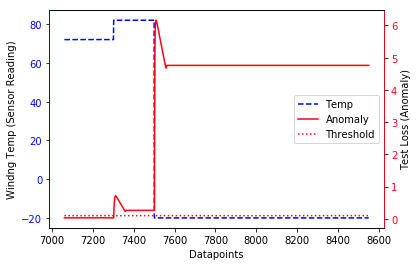 80
60
40
20
0
−20
Windng Temp (Sensor Reading)
Temp
Anomaly
Threshold
6
5
4
3
2
1
0
Test Loss (Anomaly)
7000 7200 7400 7600 7800 8000 8200 8400 8600
Datapoints